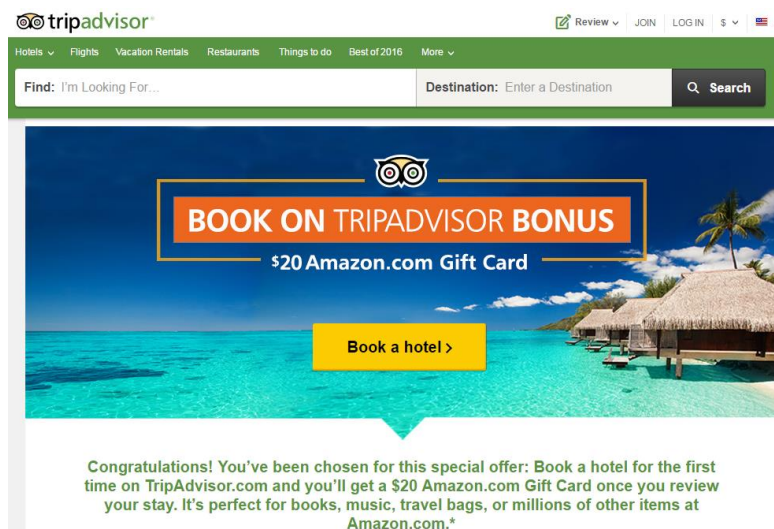 tripadvisor
Review JOIN LOG IN $
Hotels Flights Vacation Rentals Restaurants Things to do Best of 2016 More
Find: I'm Looking For... Destination: Enter a Destination Search
BOOK ON TRIPADVISOR BONUS
$20 Amazon.com Gift Card
Book a hotel >
Congratulations! You've been chosen for this special offer: Book a hotel for the first
time on TripAdvisor.com and you'll get a $20 Amazon.com Gift Card once you review
your stay. It's perfect for books, music, travel bags, or millions of other items at
Amazon.com.*